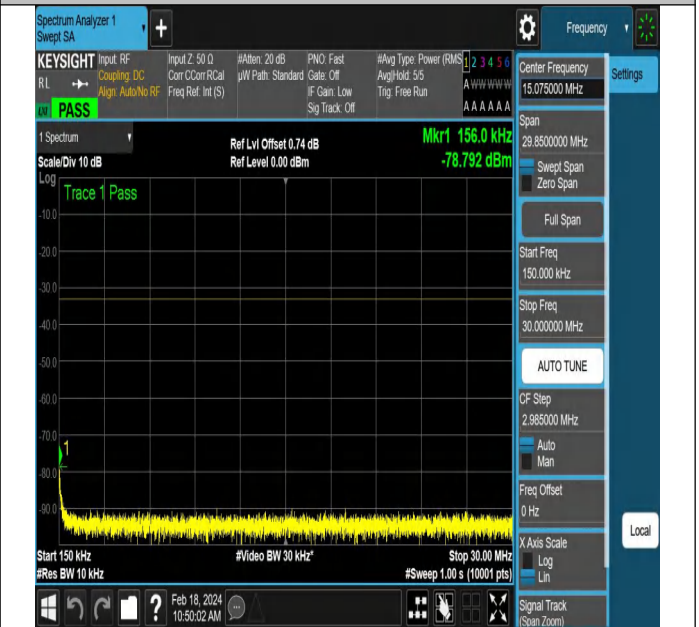 Spectrum Analyzer 1
Swept SA
+
Frequency
KEYSIGHT
RL
PASS
Input: RF
Coupling: DC
Align: Auto/No RF
Input Z: 50 Ω
Corr CCorr RCal
Freq Ref: Int (S)
#Atten: 20 dB
µW Path: Standard
PNO: Fast
Gate: Off
IF Gain: Low
Sig Track: Off
#Avg Type: Power (RMS
Avg|Hold: 5/5
Trig: Free Run
1 2 3 4 5 6
A W W W W W
A A A A A A
Center Frequency
15.075000 MHz
Settings
Span
29.8500000 MHz
Swept Span
Zero Span
Full Span
Start Freq
150.000 kHz
Stop Freq
30.000000 MHz
AUTO TUNE
CF Step
2.985000 MHz
Auto
Man
Freq Offset
0 Hz
X Axis Scale
Log
Lin
Signal Track
(Span Zoom)
Local
1 Spectrum
Scale/Div 10 dB
Ref Lvl Offset 0.74 dB
Ref Level 0.00 dBm
Mkr1 156.0 kHz
-78.792 dBm
Log
Trace 1 Pass
-10.0
-20.0
-30.0
-40.0
-50.0
-60.0
-70.0
1
-80.0
-90.0
Start 150 kHz
#Video BW 30 kHz*
Stop 30.00 MHz
#Res BW 10 kHz
#Sweep 1.00 s (10001 pts)
?
Feb 18, 2024
10:50:02 AM